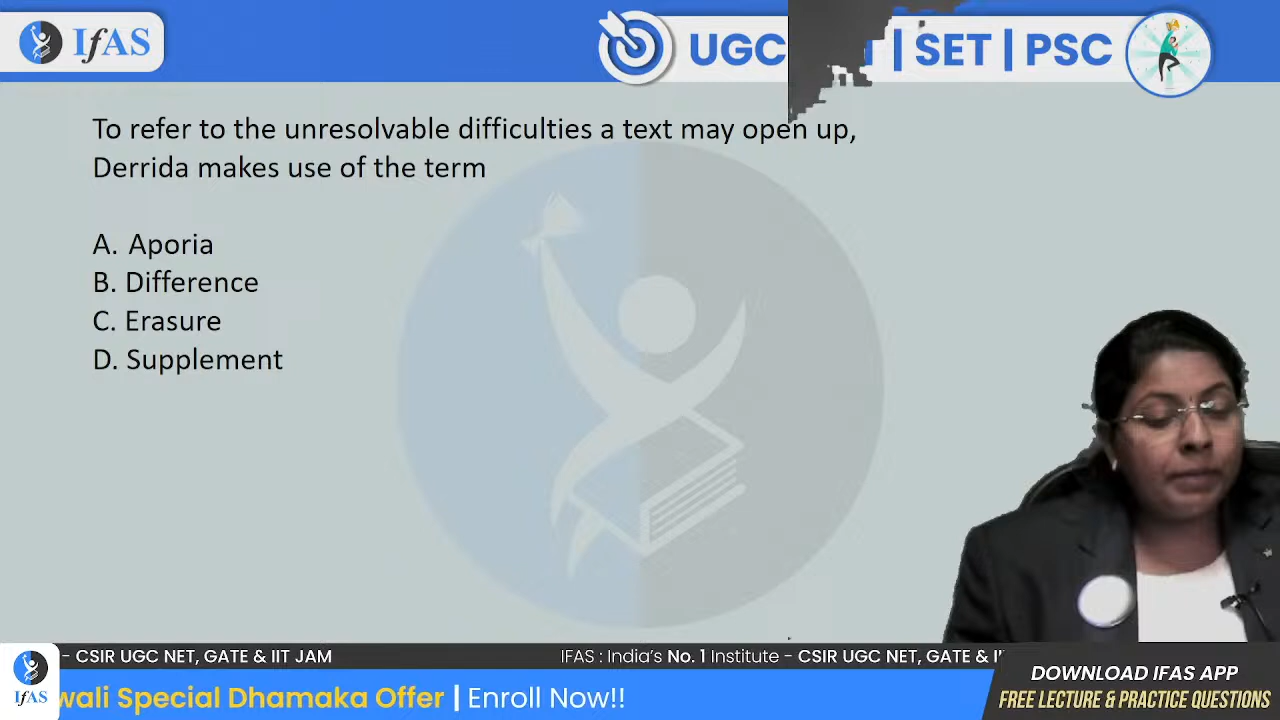 IfAS
UGC | SET | PSC
To refer to the unresolvable difficulties a text may open up,
Derrida makes use of the term
A. Aporia
B. Difference
C. Erasure
D. Supplement
- CSIR UGC NET, GATE & IIT JAM
IFAS : India's No. 1 Institute - CSIR UGC NET, GATE &
DOWNLOAD IFAS APP
FREE LECTURE & PRACTICE QUESTIONS
IfAS
wali Special Dhamaka Offer | Enroll Now!!